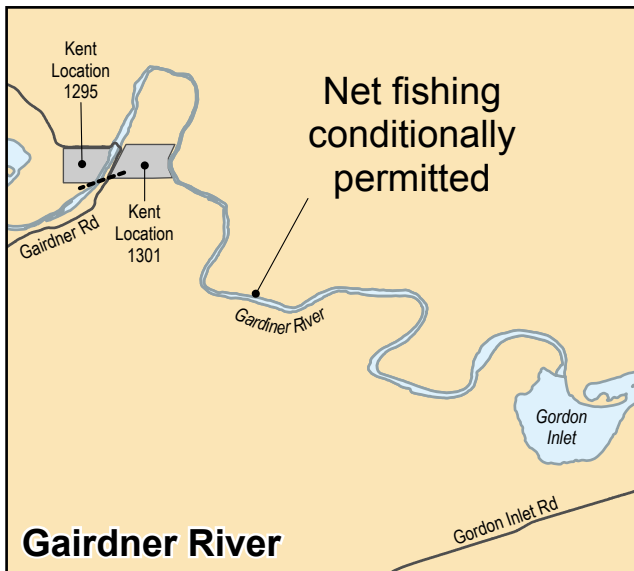 Kent
Location
1295
Net fishing
conditionally
permitted
Kent
Location
1301
Gairdner Rd
Gardiner River
Gordon
Inlet
Gordon Inlet Rd
Gairdner River